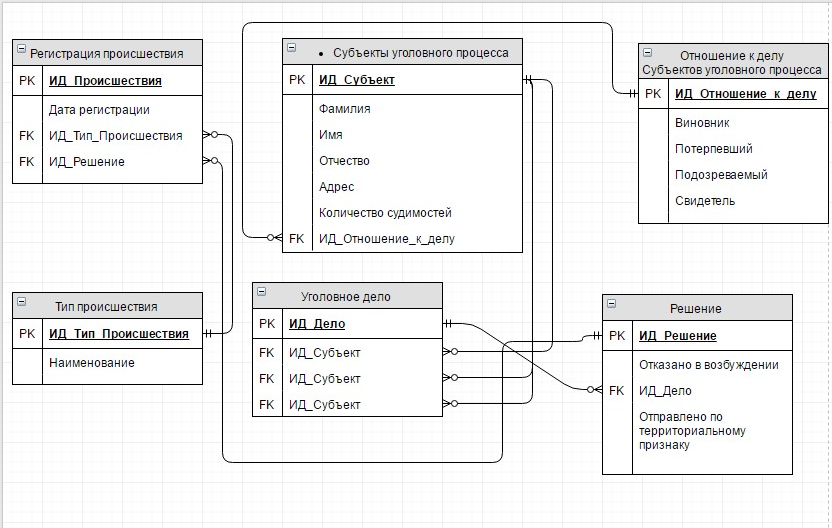 Регистрация происшествия
PK ИД_Происшествия
Дата регистрации
FK ИД_Тип_Происшествия
FK ИД_Решение
• Субъекты уголовного процесса
PK ИД_Субъект
Фамилия
Имя
Отчество
Адрес
Количество судимостей
FK ИД_Отношение_к_делу
Отношение к делу
Субъектов уголовного процесса
PK ИД_Отношение_к_делу
Виновник
Потерпевший
Подозреваемый
Свидетель
Тип происшествия
PK ИД_Тип_Происшествия
Наименование
Уголовное дело
PK ИД_Дело
FK ИД_Субъект
FK ИД_Субъект
FK ИД_Субъект
Решение
PK ИД_Решение
Отказано в возбуждении
FK ИД_Дело
Отправлено по
территориальному
признаку